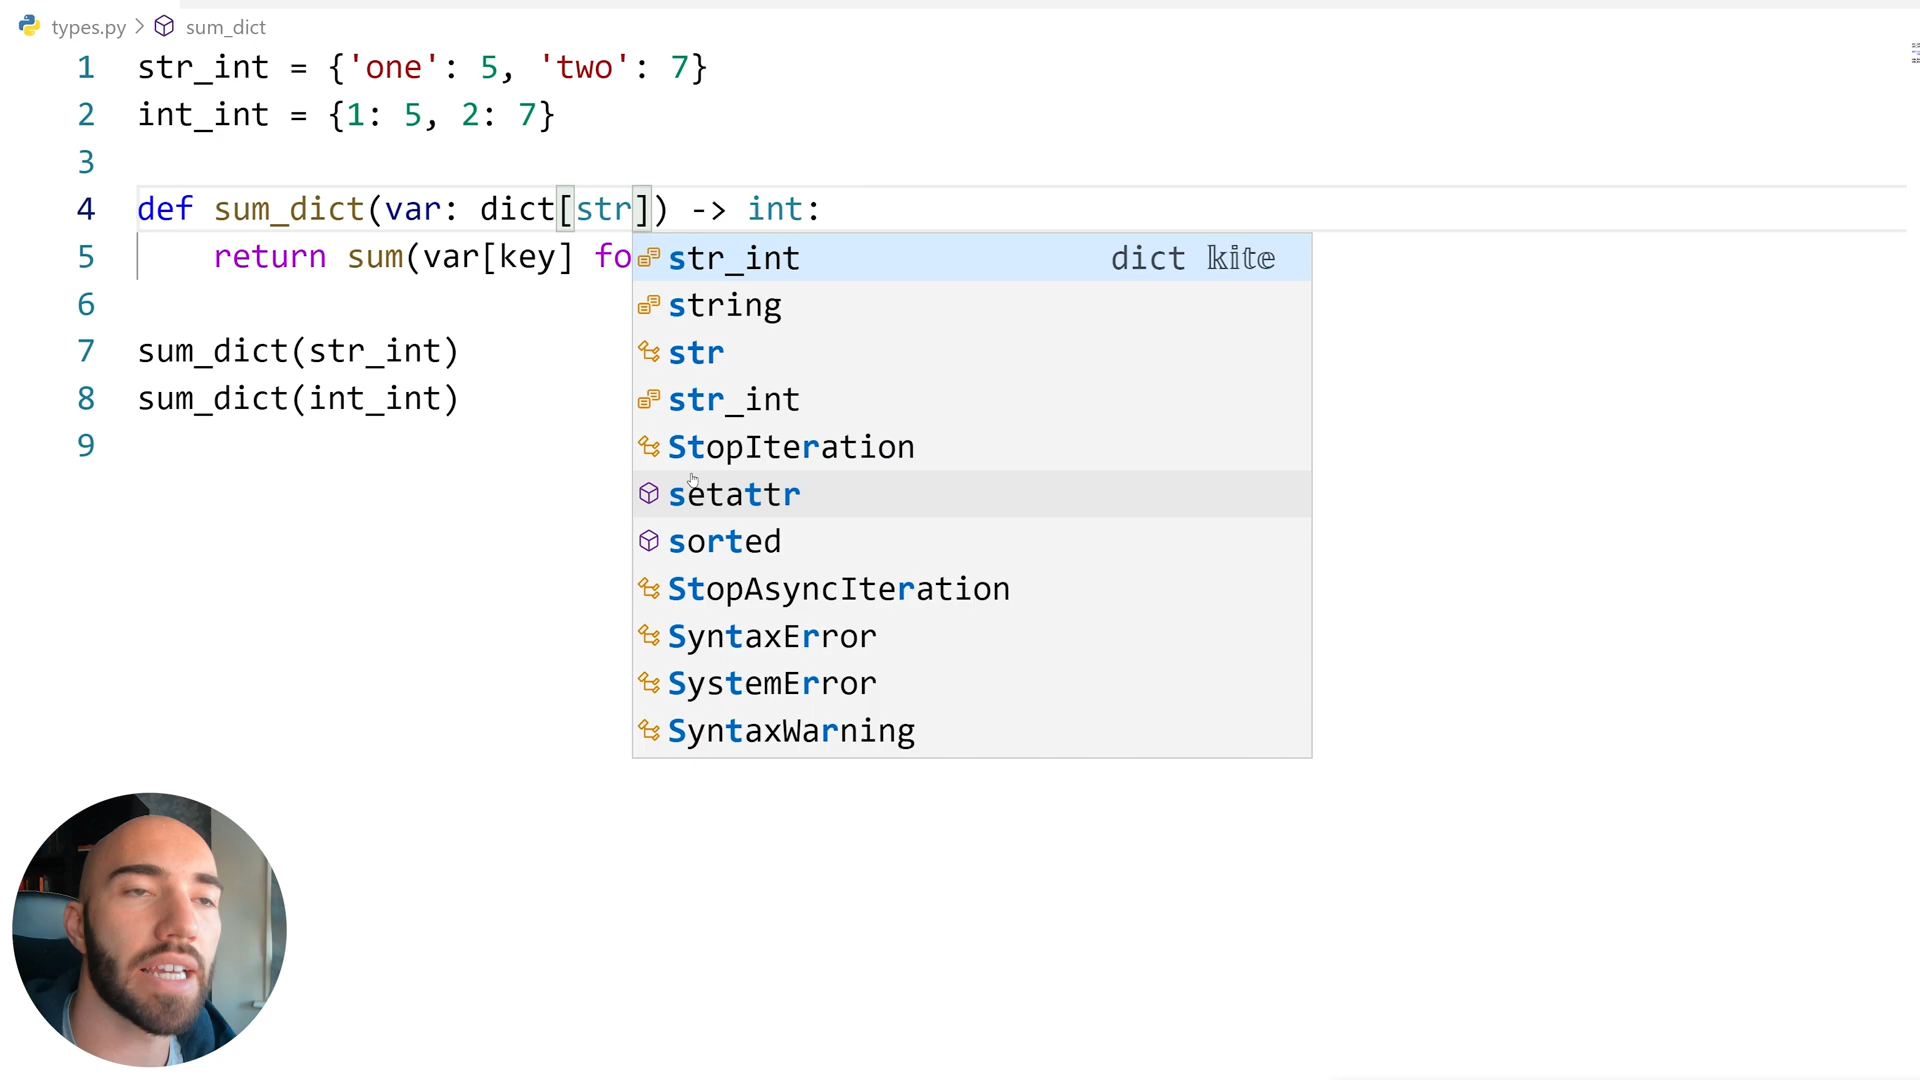 types.py > sum_dict
1 str_int = {'one': 5, 'two': 7}
2 int_int = {1: 5, 2: 7}
3
4 def sum_dict(var: dict[str]) -> int:
5 return sum(var[key] fo
6
7 sum_dict(str_int)
8 sum_dict(int_int)
9
str_int dict kite
string
str
str_int
StopIteration
setattr
sorted
StopAsyncIteration
SyntaxError
SystemError
SyntaxWarning